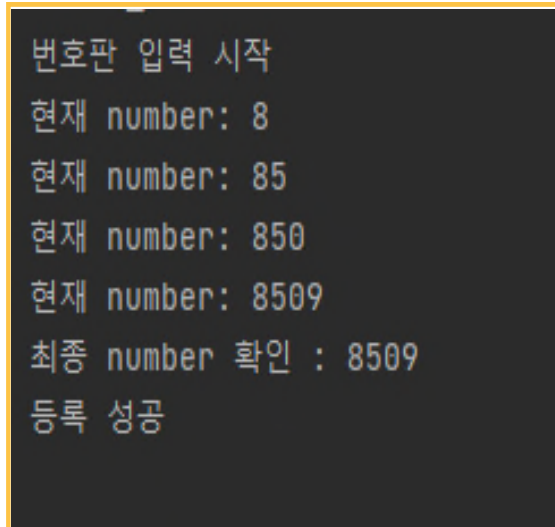 번호판 입력 시작
현재 number: 8
현재 number: 85
현재 number: 850
현재 number: 8509
최종 number 확인 : 8509
등록 성공